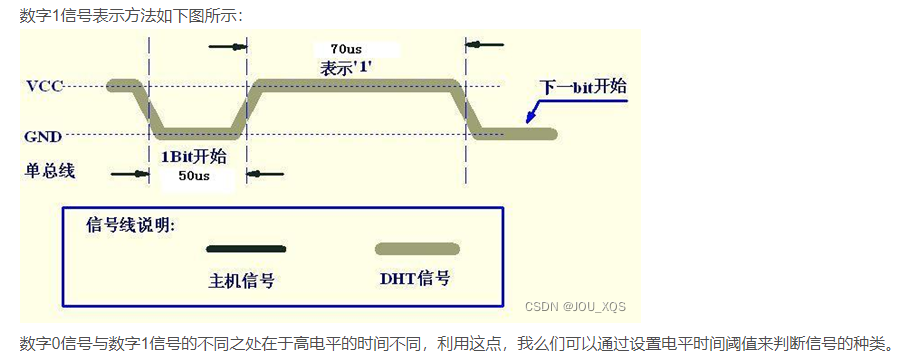 数字1信号表示方法如下图所示：
70us
表示'1'
VCC
下一bit开始
GND
1Bit开始
单总线
50us
信号线说明:
主机信号
DHT信号
CSDN @JOU_XQS
数字0信号与数字1信号的不同之处在于高电平的时间不同，利用这点，我么们可以通过设置电平时间阈值来判断信号的种类。